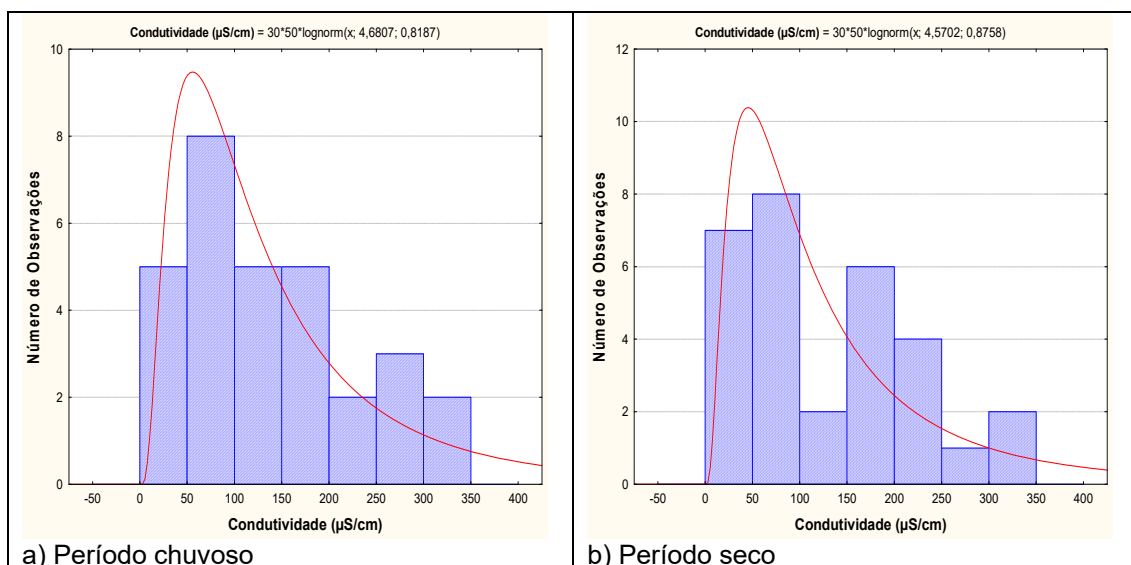 Condutividade (µS/cm) = 30*50*lognorm(x; 4,6807; 0,8187)
10
8
6
4
2
0
Número de Observações
-50 0 50 100 150 200 250 300 350 400
Condutividade (µS/cm)
a) Período chuvoso
Condutividade (µS/cm) = 30*50*lognorm(x; 4,5702; 0,8758)
12
10
8
6
4
2
0
Número de Observações
-50 0 50 100 150 200 250 300 350 400
Condutividade (µS/cm)
b) Período seco